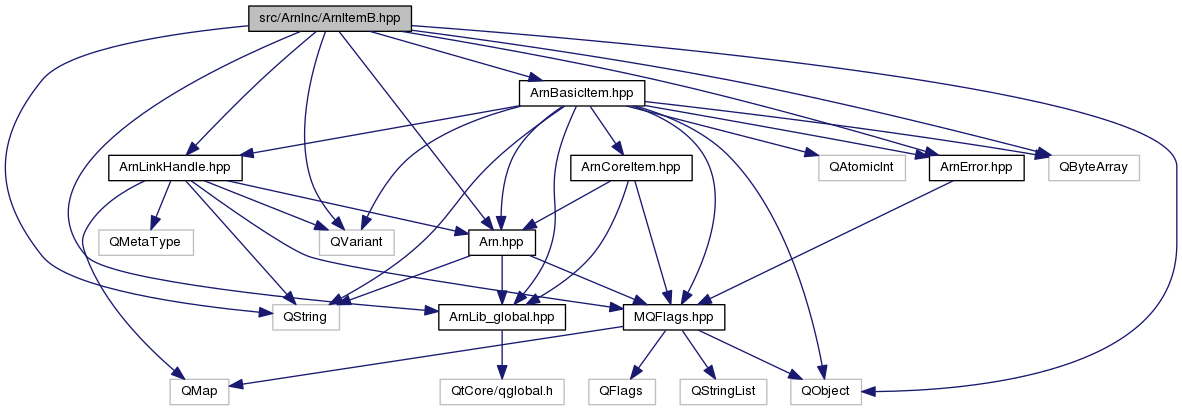 src/ArnInc/ArnItemB.hpp
ArnBasicItem.hpp
ArnLinkHandle.hpp
ArnCoreItem.hpp
QAtomicInt
ArnError.hpp
QByteArray
QMetaType
QVariant
Arn.hpp
QString
ArnLib_global.hpp
MQFlags.hpp
QMap
QtCore/qglobal.h
QFlags
QStringList
QObject